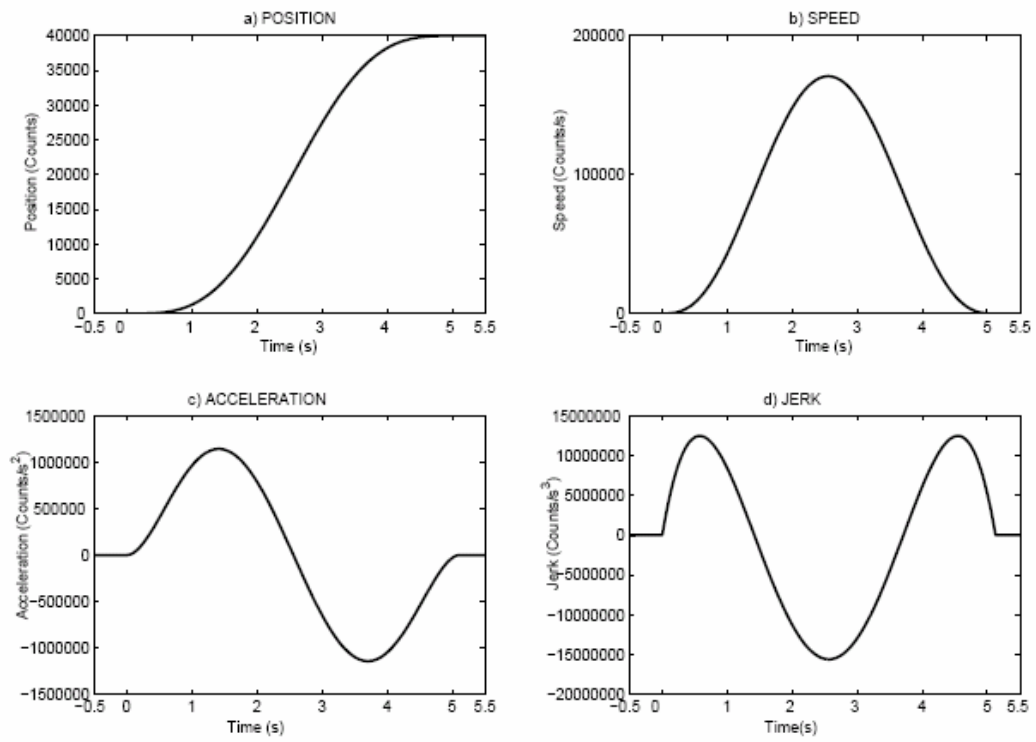 a) POSITION
40000
35000
30000
25000
20000
15000
10000
5000
0
Position (Counts)
−0.5 0 1 2 3 4 5 5.5
Time (s)
b) SPEED
200000
100000
0
Speed (Counts/s)
−0.5 0 1 2 3 4 5 5.5
Time (s)
c) ACCELERATION
1500000
1000000
500000
0
−500000
−1000000
−1500000
Acceleration (Counts/s²)
−0.5 0 1 2 3 4 5 5.5
Time (s)
d) JERK
15000000
10000000
5000000
0
−5000000
−10000000
−15000000
−20000000
Jerk (Counts/s³)
−0.5 0 1 2 3 4 5 5.5
Time(s)